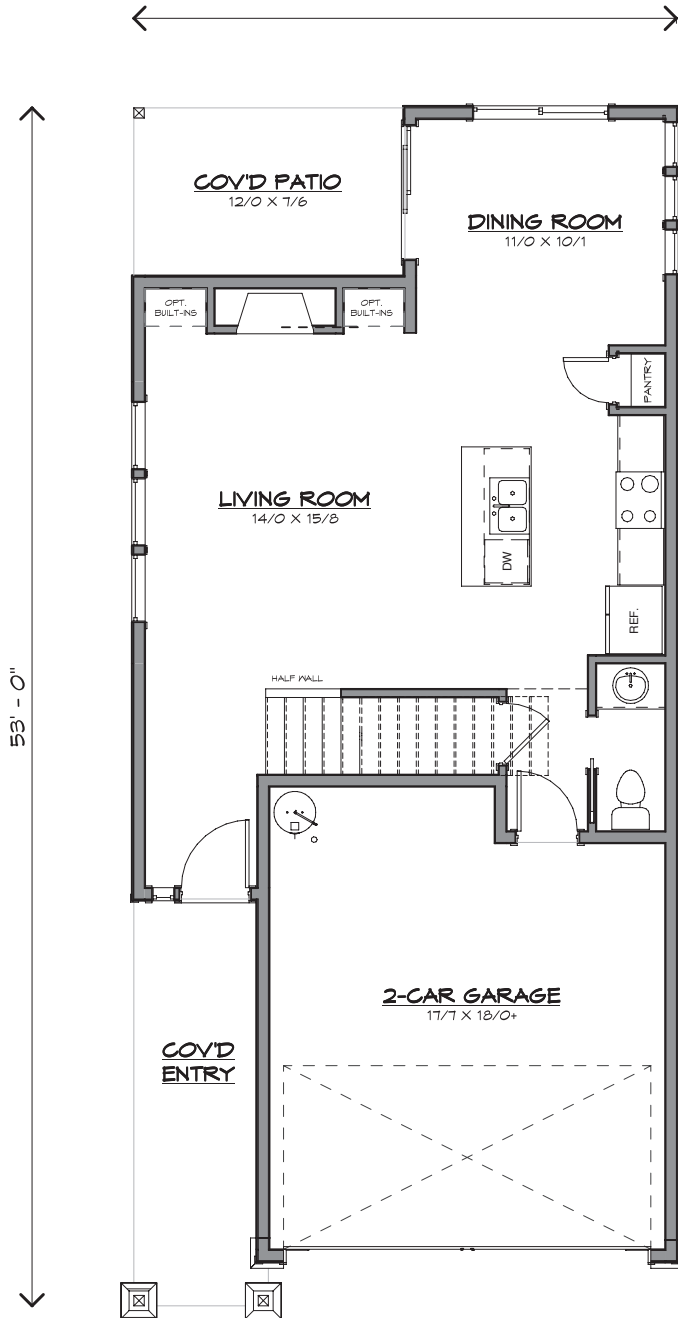 COV'D PATIO
12/0 X 7/6
DINING ROOM
11/0 X 10/1
OPT.
BUILT-INS
OPT.
BUILT-INS
PANTRY
LIVING ROOM
14/0 X 15/8
DW
REF.
HALF WALL
53' - 0"
2-CAR GARAGE
17/7 X 18/0+
COV'D
ENTRY